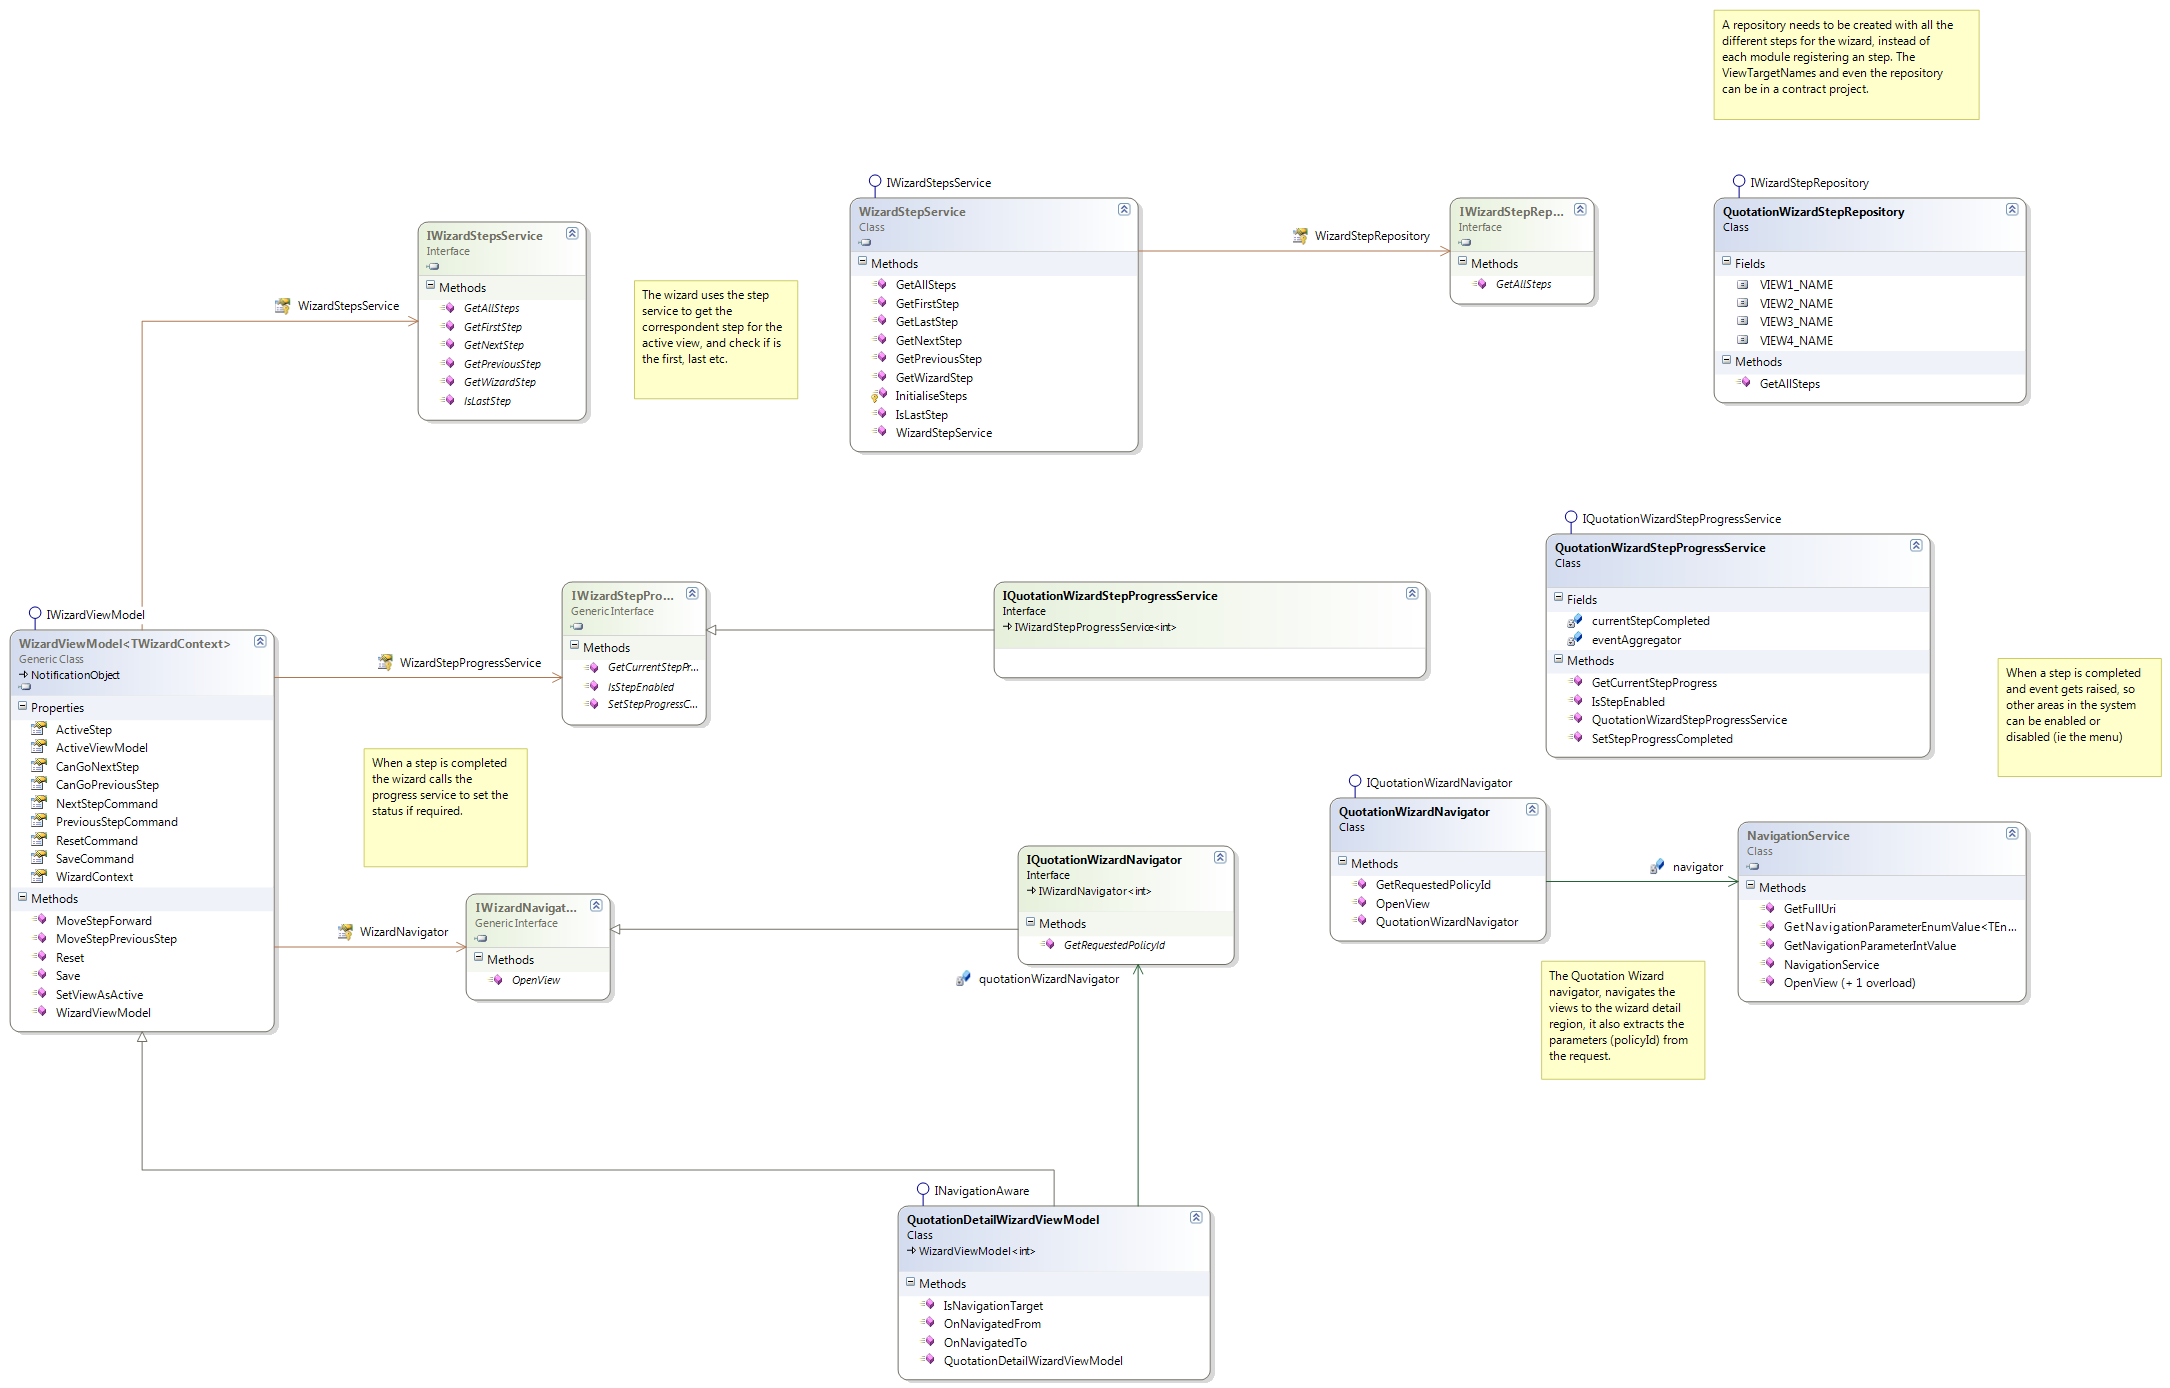 A repository needs to be created with all the
different steps for the wizard, instead of
each module registering an step. The
ViewTargetNames and even the repository
can be in a contract project.
IWizardStepsService
WizardStepService
Class
Methods
GetAllSteps
GetFirstStep
GetLastStep
GetNextStep
GetPreviousStep
GetWizardStep
InitialiseSteps
IsLastStep
WizardStepService
WizardStepRepository
IWizardStepRep...
Interface
Methods
GetAllSteps
IWizardStepRepository
QuotationWizardStepRepository
Class
Fields
VIEW1_NAME
VIEW2_NAME
VIEW3_NAME
VIEW4_NAME
Methods
GetAllSteps
IWizardStepsService
Interface
Methods
GetAllSteps
GetFirstStep
GetNextStep
GetPreviousStep
GetWizardStep
IsLastStep
WizardStepsService
The wizard uses the step
service to get the
correspondent step for the
active view, and check if is
the first, last etc.
IQuotationWizardStepProgressService
QuotationWizardStepProgressService
Class
Fields
currentStepCompleted
eventAggregator
Methods
GetCurrentStepProgress
IsStepEnabled
QuotationWizardStepProgressService
SetStepProgressCompleted
When a step is completed
and event gets raised, so
other areas in the system
can be enabled or
disabled (ie the menu)
IWizardViewModel
WizardViewModel<TWizardContext>
Generic Class
NotificationObject
Properties
ActiveStep
ActiveViewModel
CanGoNextStep
CanGoPreviousStep
NextStepCommand
PreviousStepCommand
ResetCommand
SaveCommand
WizardContext
Methods
MoveStepForward
MoveStepPreviousStep
Reset
Save
SetViewAsActive
WizardViewModel
WizardStepProgressService
IWizardStepPro...
Generic Interface
Methods
GetCurrentStepPr...
IsStepEnabled
SetStepProgressC...
IQuotationWizardStepProgressService
Interface
IWizardStepProgressService<int>
When a step is completed
the wizard calls the
progress service to set the
status if required.
WizardNavigator
IWizardNavigat...
Generic Interface
Methods
OpenView
IQuotationWizardNavigator
Interface
IWizardNavigator<int>
Methods
GetRequestedPolicyId
quotationWizardNavigator
IQuotationWizardNavigator
QuotationWizardNavigator
Class
Methods
GetRequestedPolicyId
OpenView
QuotationWizardNavigator
navigator
NavigationService
Class
Methods
GetFullUri
GetNavigationParameterEnumValue<TEn...
GetNavigationParameterIntValue
NavigationService
OpenView (+ 1 overload)
The Quotation Wizard
navigator, navigates the
views to the wizard detail
region, it also extracts the
parameters (policyId) from
the request.
INavigationAware
QuotationDetailWizardViewModel
Class
WizardViewModel<int>
Methods
IsNavigationTarget
OnNavigatedFrom
OnNavigatedTo
QuotationDetailWizardViewModel